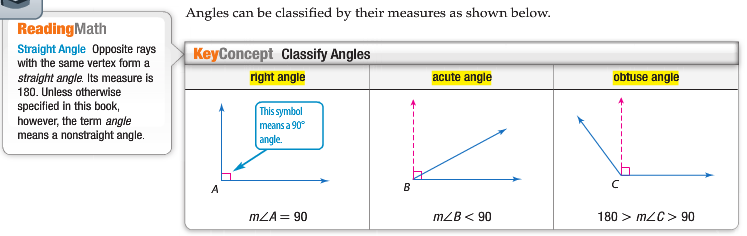 Angles can be classified by their measures as shown below.
ReadingMath
Straight Angle Opposite rays
with the same vertex form a
straight angle. Its measure is
180. Unless otherwise
specified in this book,
however, the term angle
means a nonstraight angle.
KeyConcept Classify Angles
right angle
acute angle
obtuse angle
This symbol
means a 90°
angle.
A
B
C
m∠A = 90
m∠B < 90
180 > m∠C > 90